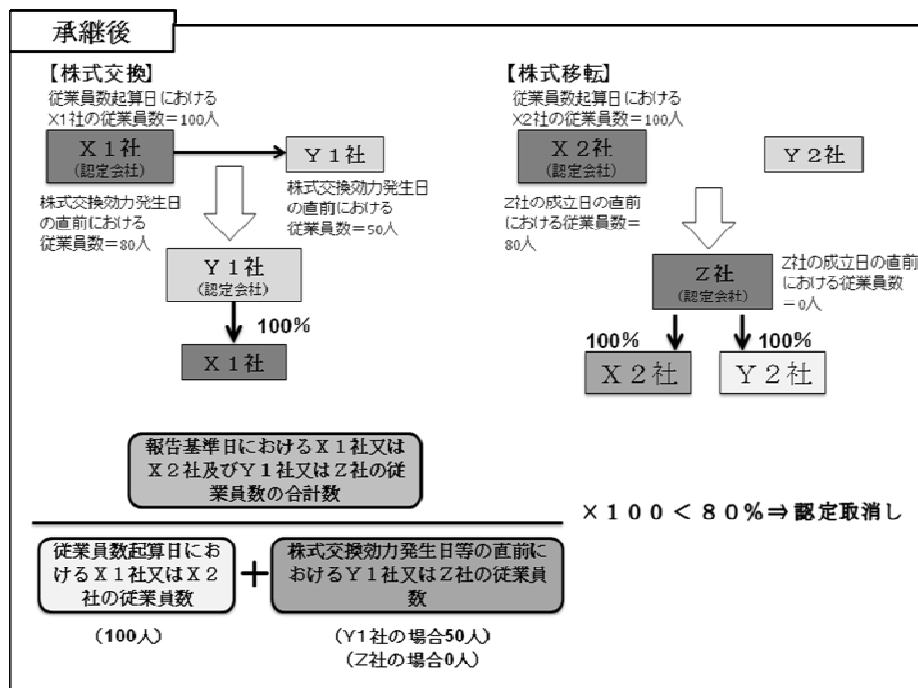 承継後
【株式交換】
従業員数起算日における
X1社の従業員数=100人
X1社
(認定会社)
Y1社
株式交換効力発生日
の直前における
従業員数=80人
株式交換効力発生日
の直前における
従業員数=50人
Y1社
(認定会社)
100%
X1社
【株式移転】
従業員数起算日における
X2社の従業員数=100人
X2社
(認定会社)
Y2社
Z社の成立日の直前
における従業員数=
80人
Z社
(認定会社)
Z社の成立日の直前
における従業員数
=0人
100%
100%
X2社
Y2社
報告基準日におけるX1社又は
X2社及びY1社又はZ社の従
業員数の合計数
×100<80%⇒認定取消し
従業員数起算日にお
けるX1社又はX2
社の従業員数
+
株式交換効力発生日等の直前に
おけるY1社又はZ社の従業員
数
(100人)
(Y1社の場合50人)
(Z社の場合0人)